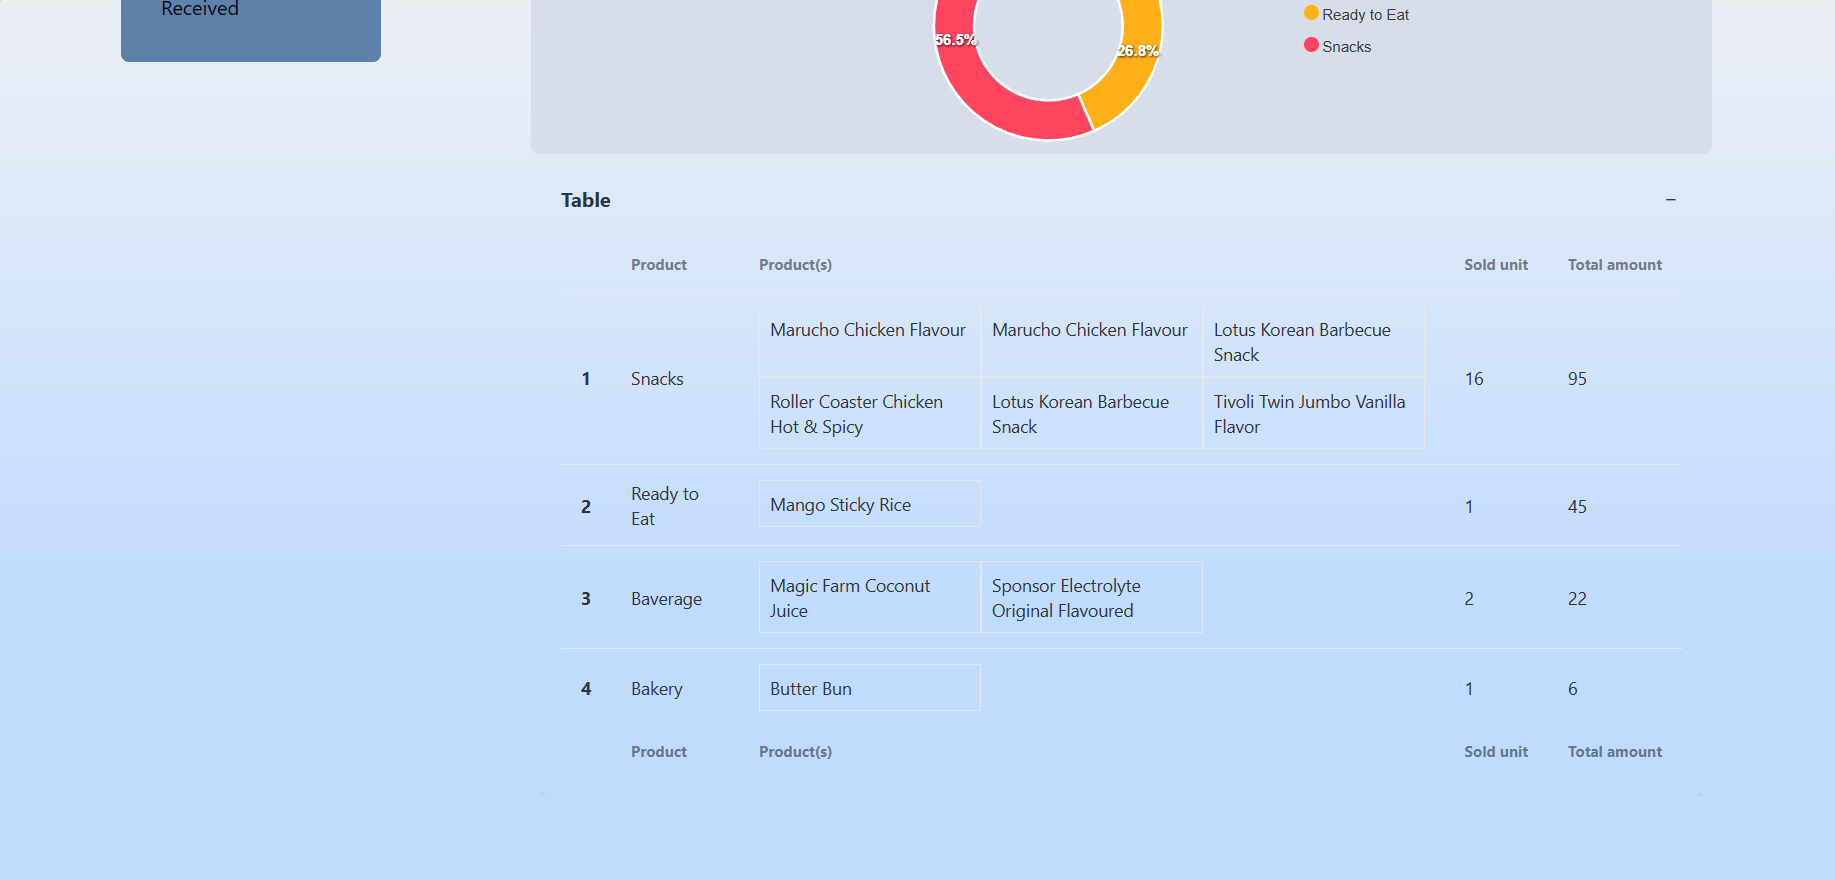 Received
56.5%
26.8%
Ready to Eat
Snacks
Table
–
Product Product(s) Sold unit Total amount
1 Snacks
Marucho Chicken Flavour
Marucho Chicken Flavour
Lotus Korean Barbecue
Snack
Roller Coaster Chicken
Hot & Spicy
Lotus Korean Barbecue
Snack
Tivoli Twin Jumbo Vanilla
Flavor
16 95
2
Ready to
Eat
Mango Sticky Rice
1 45
3 Baverage
Magic Farm Coconut
Juice
Sponsor Electrolyte
Original Flavoured
2 22
4 Bakery Butter Bun 1 6
Product Product(s) Sold unit Total amount